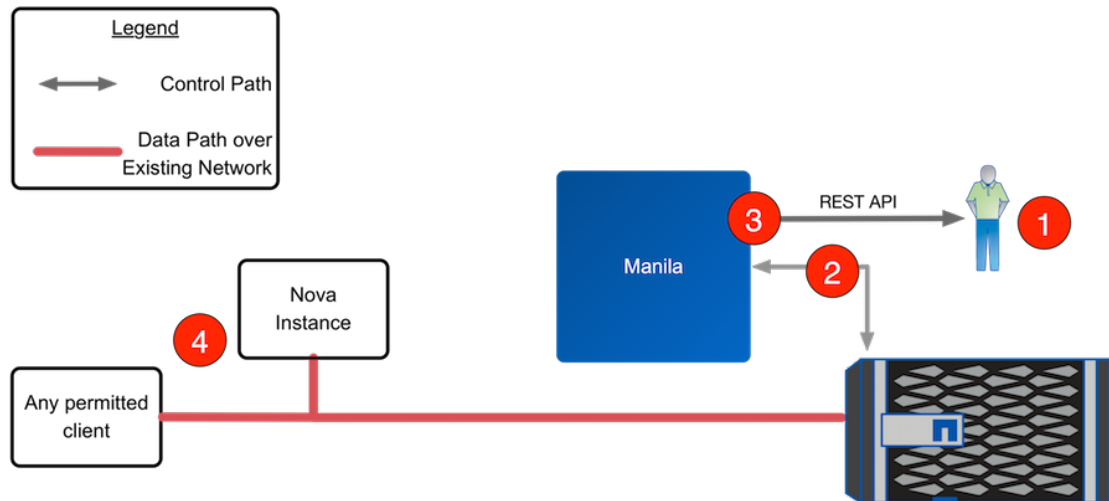 Legend
Control Path
Data Path over
Existing Network
REST API
3
1
Manila
2
Nova
Instance
4
Any permitted
client